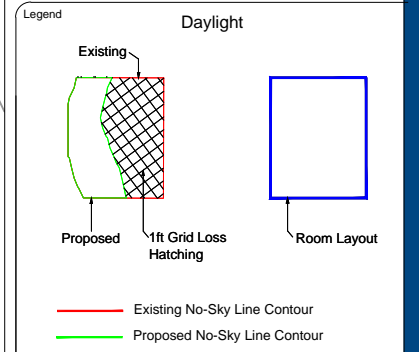 Legend
Daylight
Existing
Proposed
1ft Grid Loss
Hatching
Room Layout
Existing No-Sky Line Contour
Proposed No-Sky Line Contour